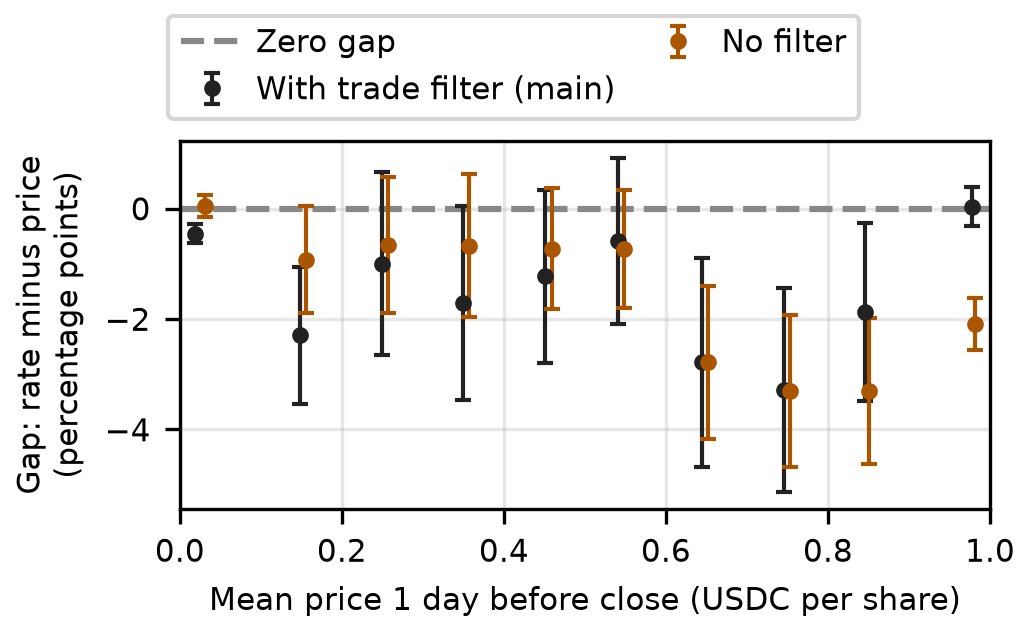 Zero gap
With trade filter (main)
No filter
Gap: rate minus price
(percentage points)
0
−2
−4
0.0
0.2
0.4
0.6
0.8
1.0
Mean price 1 day before close (USDC per share)